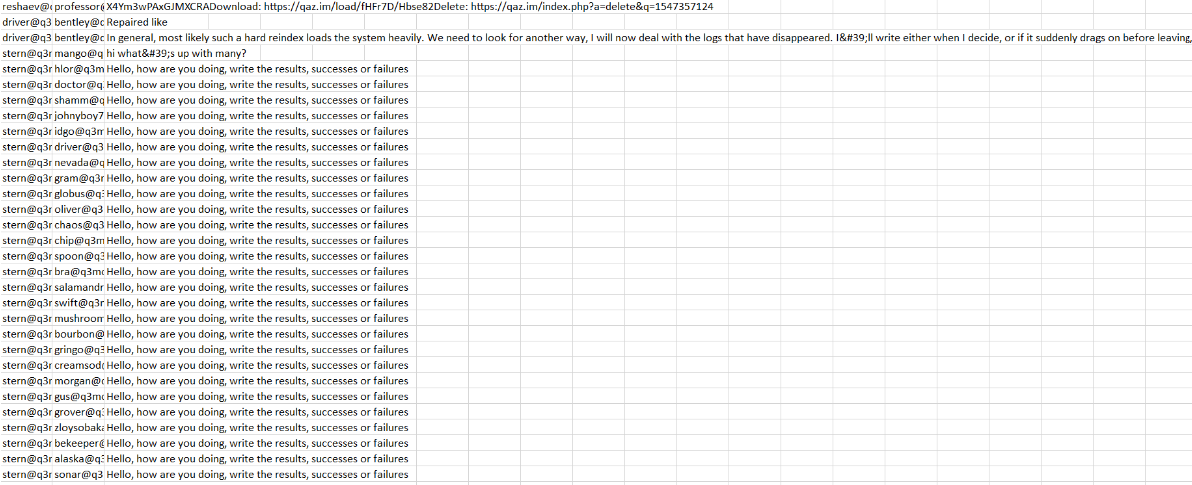 reshaev@ professor@ X4Ym3wPAxGJMXCRADownload: https://qaz.im/load/fHFr7D/Hbse82Delete: https://qaz.im/index.php?a=delete&q=1547357124
driver@q3 bentley@ Repaired like
driver@q3 bentley@ In general, most likely such a hard reindex loads the system heavily. We need to look for another way, I will now deal with the logs that have disappeared. I&#39;ll write either when I decide, or if it suddenly drags on before leaving,
stern@q3r mango@q hi what&#39;s up with many?
stern@q3r hlor@q3m Hello, how are you doing, write the results, successes or failures
stern@q3r doctor@q Hello, how are you doing, write the results, successes or failures
stern@q3r shamm@q Hello, how are you doing, write the results, successes or failures
stern@q3r johnyboy7 Hello, how are you doing, write the results, successes or failures
stern@q3r idgo@q3m Hello, how are you doing, write the results, successes or failures
stern@q3r driver@q3 Hello, how are you doing, write the results, successes or failures
stern@q3r nevada@q Hello, how are you doing, write the results, successes or failures
stern@q3r gram@q3r Hello, how are you doing, write the results, successes or failures
stern@q3r globus@q3 Hello, how are you doing, write the results, successes or failures
stern@q3r oliver@q3 Hello, how are you doing, write the results, successes or failures
stern@q3r chaos@q3 Hello, how are you doing, write the results, successes or failures
stern@q3r chip@q3m Hello, how are you doing, write the results, successes or failures
stern@q3r spoon@q3 Hello, how are you doing, write the results, successes or failures
stern@q3r bra@q3mc Hello, how are you doing, write the results, successes or failures
stern@q3r salamandr Hello, how are you doing, write the results, successes or failures
stern@q3r swift@q3r Hello, how are you doing, write the results, successes or failures
stern@q3r mushroom Hello, how are you doing, write the results, successes or failures
stern@q3r bourbon@ Hello, how are you doing, write the results, successes or failures
stern@q3r gringo@q3 Hello, how are you doing, write the results, successes or failures
stern@q3r creamsod Hello, how are you doing, write the results, successes or failures
stern@q3r morgan@ Hello, how are you doing, write the results, successes or failures
stern@q3r gus@q3mc Hello, how are you doing, write the results, successes or failures
stern@q3r grover@q3 Hello, how are you doing, write the results, successes or failures
stern@q3r zloysobaka Hello, how are you doing, write the results, successes or failures
stern@q3r bekeeper@ Hello, how are you doing, write the results, successes or failures
stern@q3r alaska@q3 Hello, how are you doing, write the results, successes or failures
stern@q3r sonar@q3 Hello, how are you doing, write the results, successes or failures